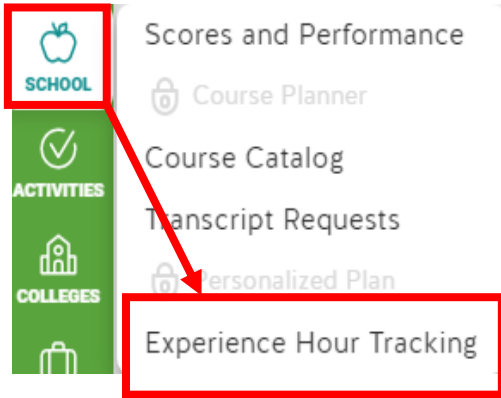 SCHOOL
ACTIVITIES
COLLEGES
Scores and Performance
Course Planner
Course Catalog
Transcript Requests
Personalized Plan
Experience Hour Tracking